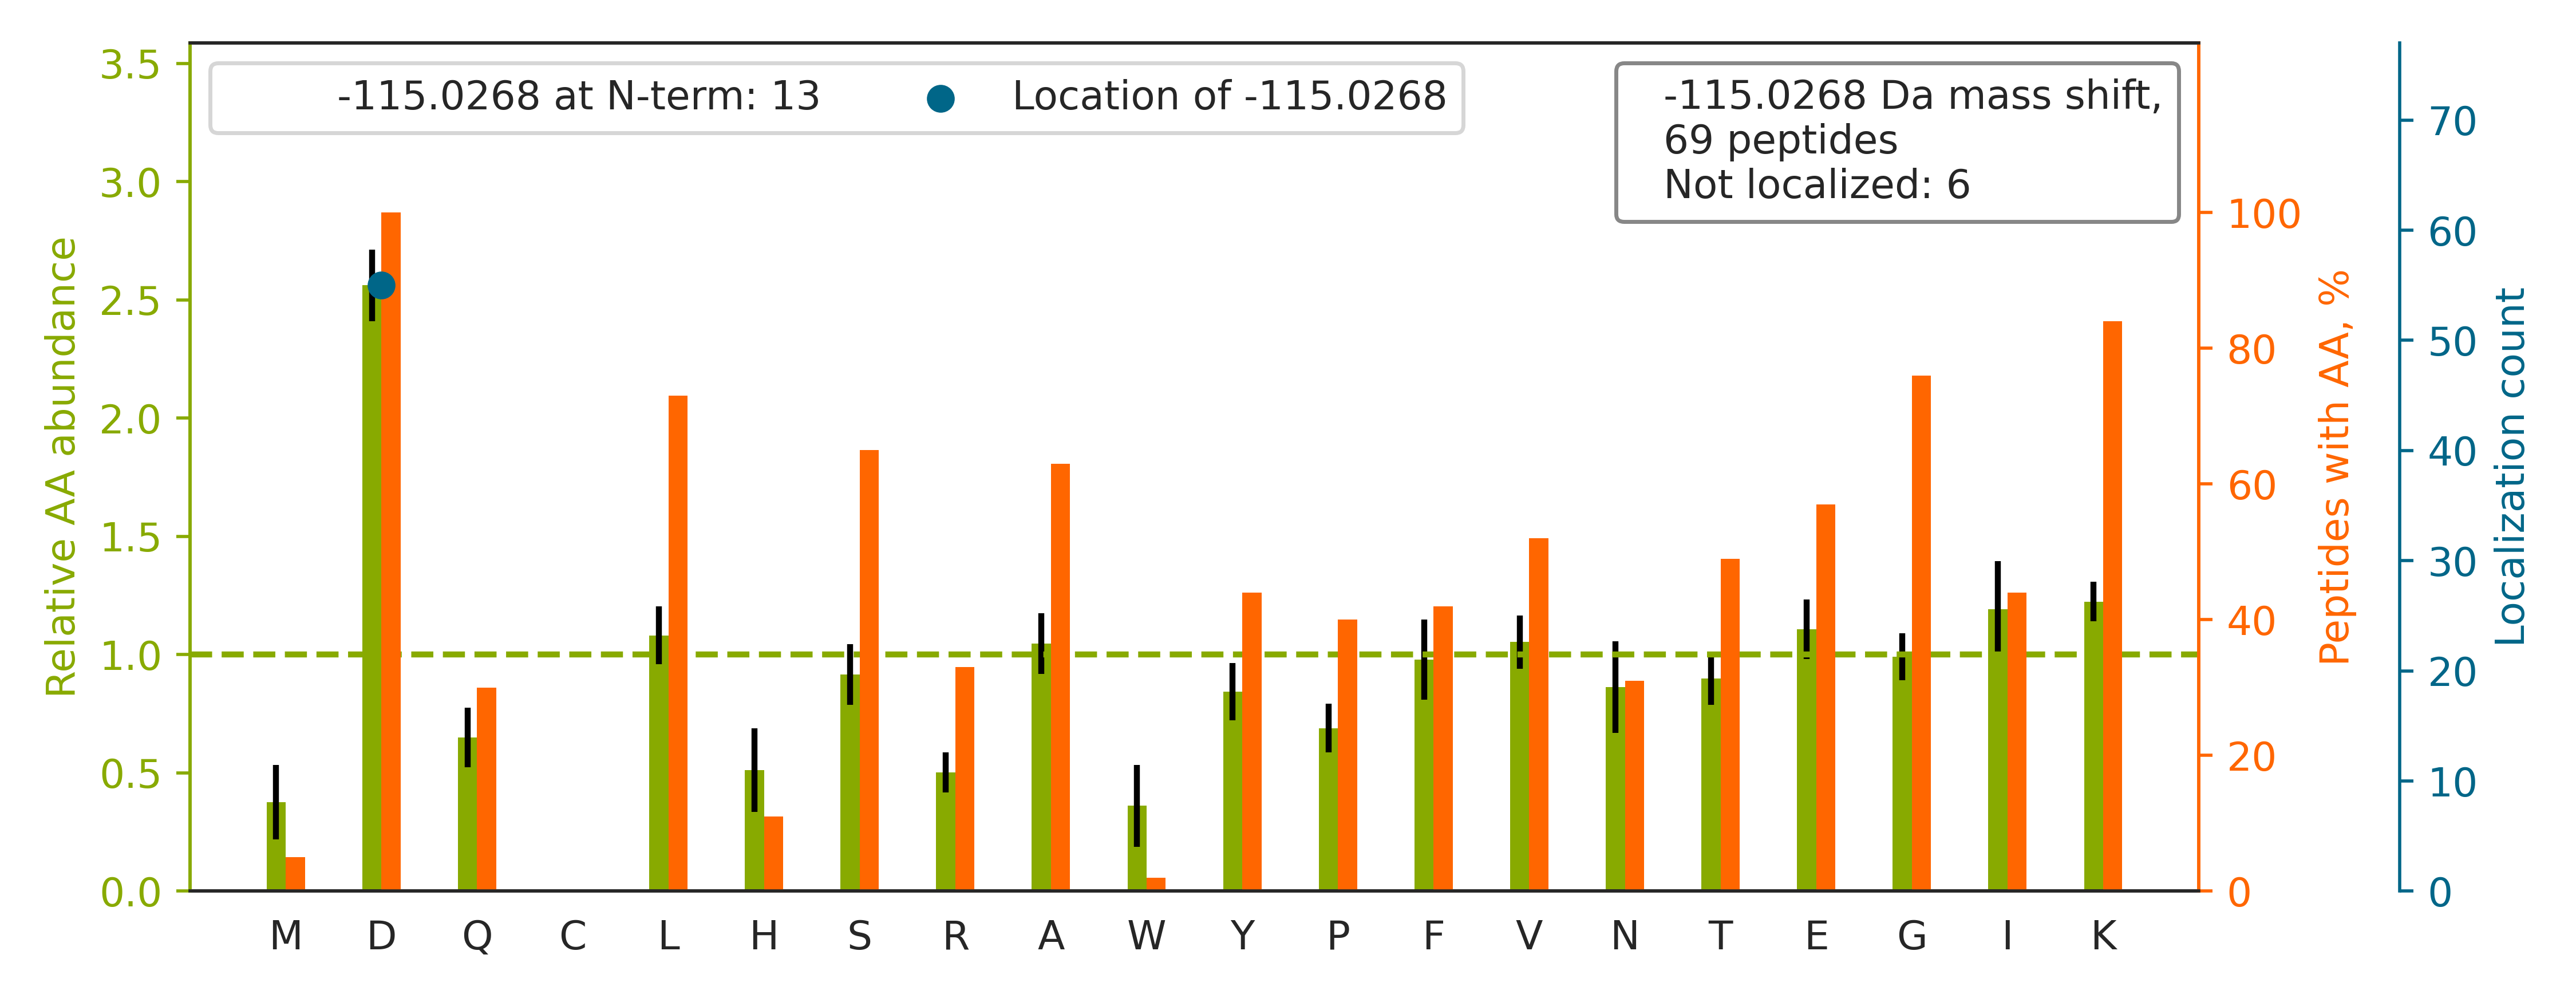 -115.0268 at N-term: 13
Location of -115.0268
-115.0268 Da mass shift,
69 peptides
Not localized: 6
Relative AA abundance
3.5
3.0
2.5
2.0
1.5
1.0
0.5
0.0
M D Q C L H S R A W Y P F V N T E G I K
100
80
60
40
20
0
Peptides with AA, %
70
60
50
40
30
20
10
0
Localization count